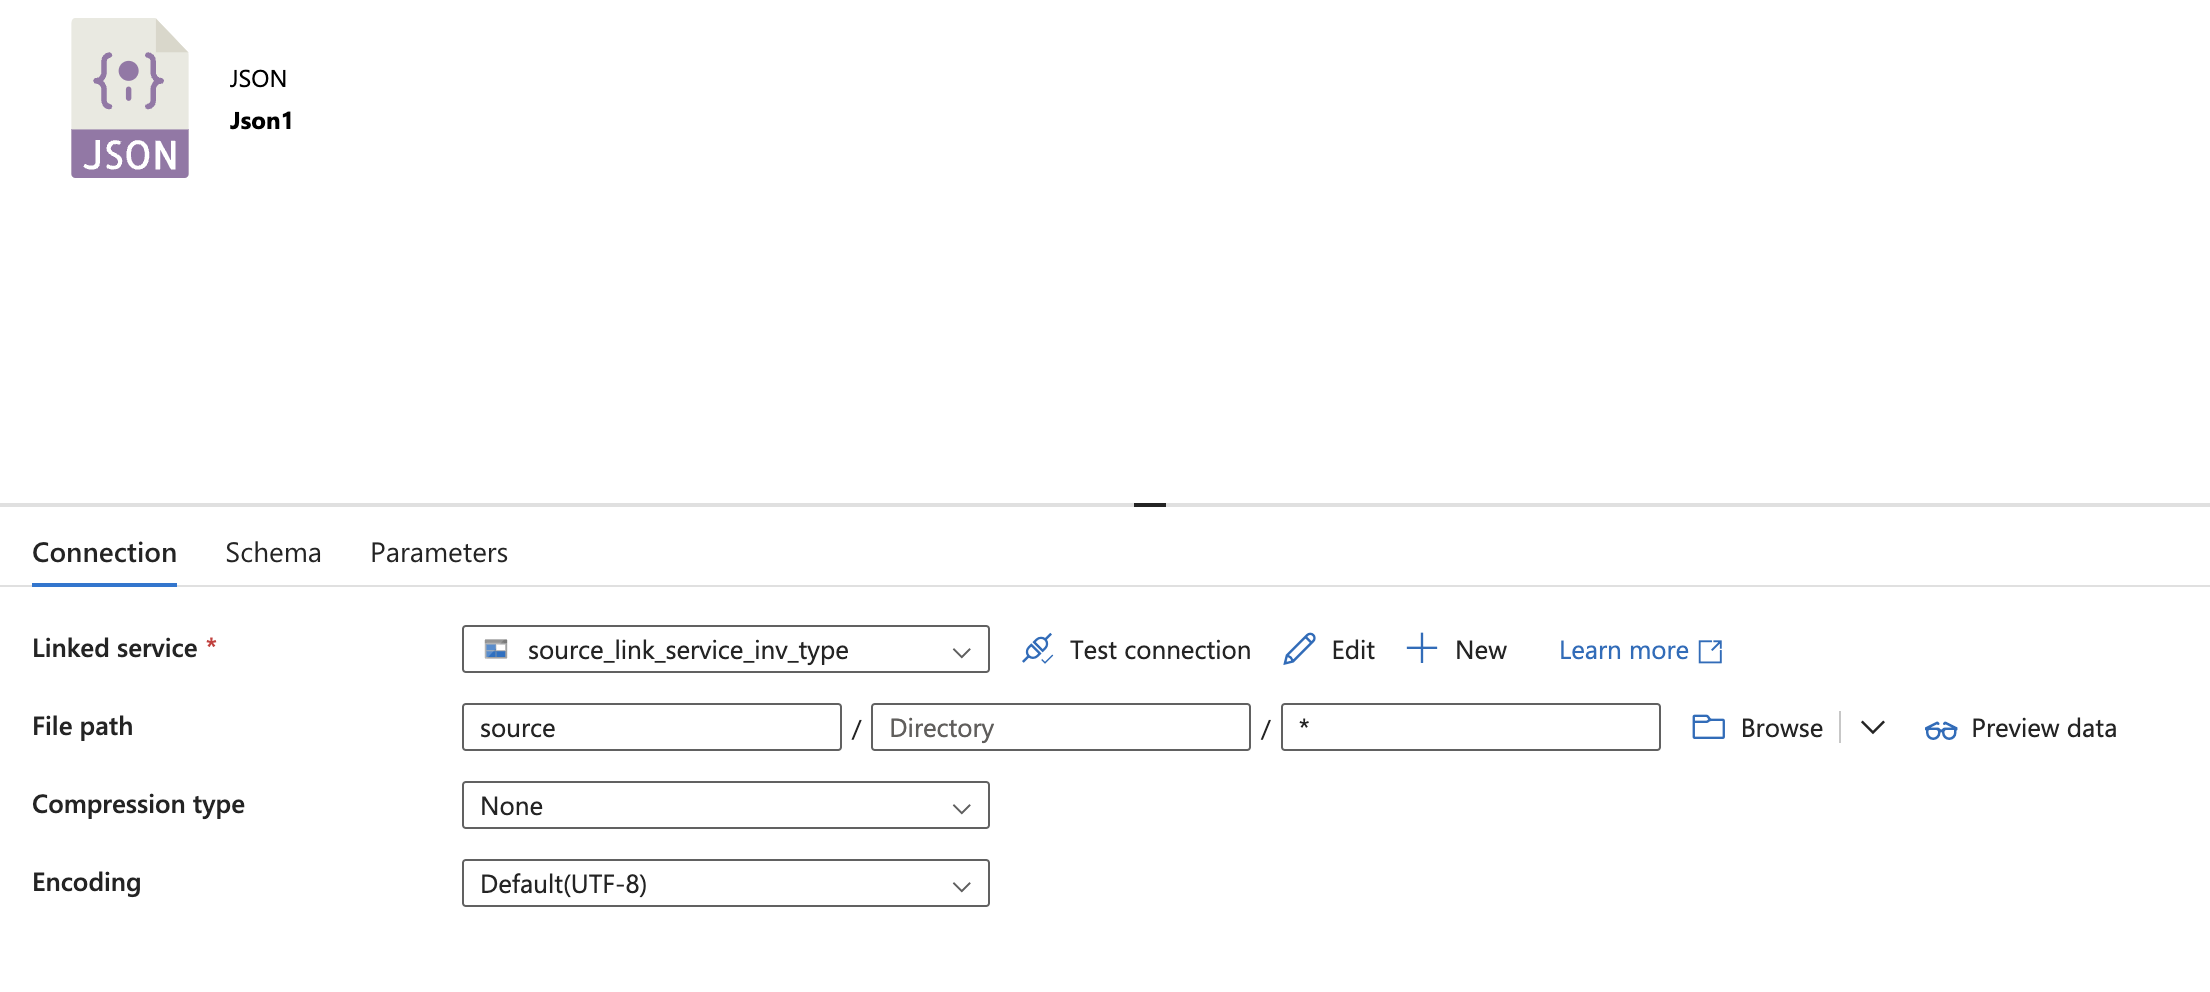 JSON
JSON
Json1
Connection Schema Parameters
Linked service * source_link_service_inv_type Test connection Edit New Learn more
File path source / Directory / * Browse Preview data
Compression type None
Encoding Default(UTF-8)